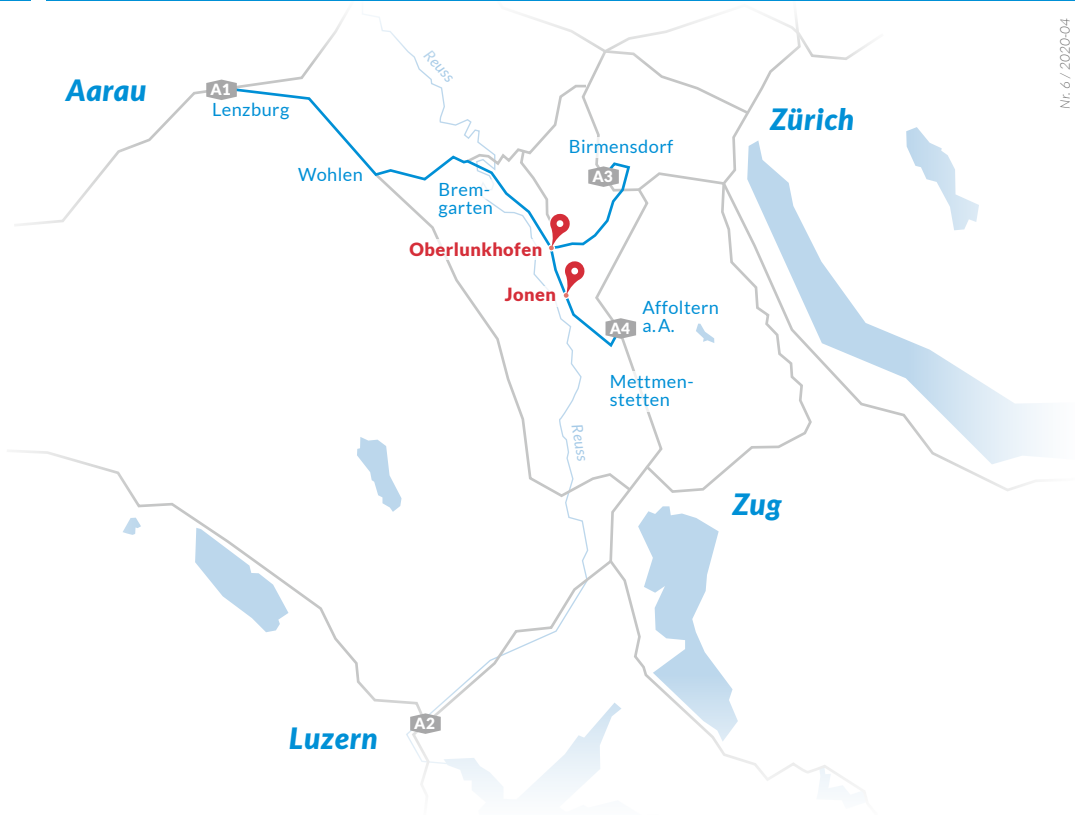 Nr. 6 / 2020-04
Reuss
Aarau
A1
Lenzburg
Zürich
Birmensdorf
A3
Wohlen
Brem-
garten
Oberlunkhofen
Jonen
Affoltern
a. A.
A4
Mettmen-
stetten
Reuss
Zug
A2
Luzern